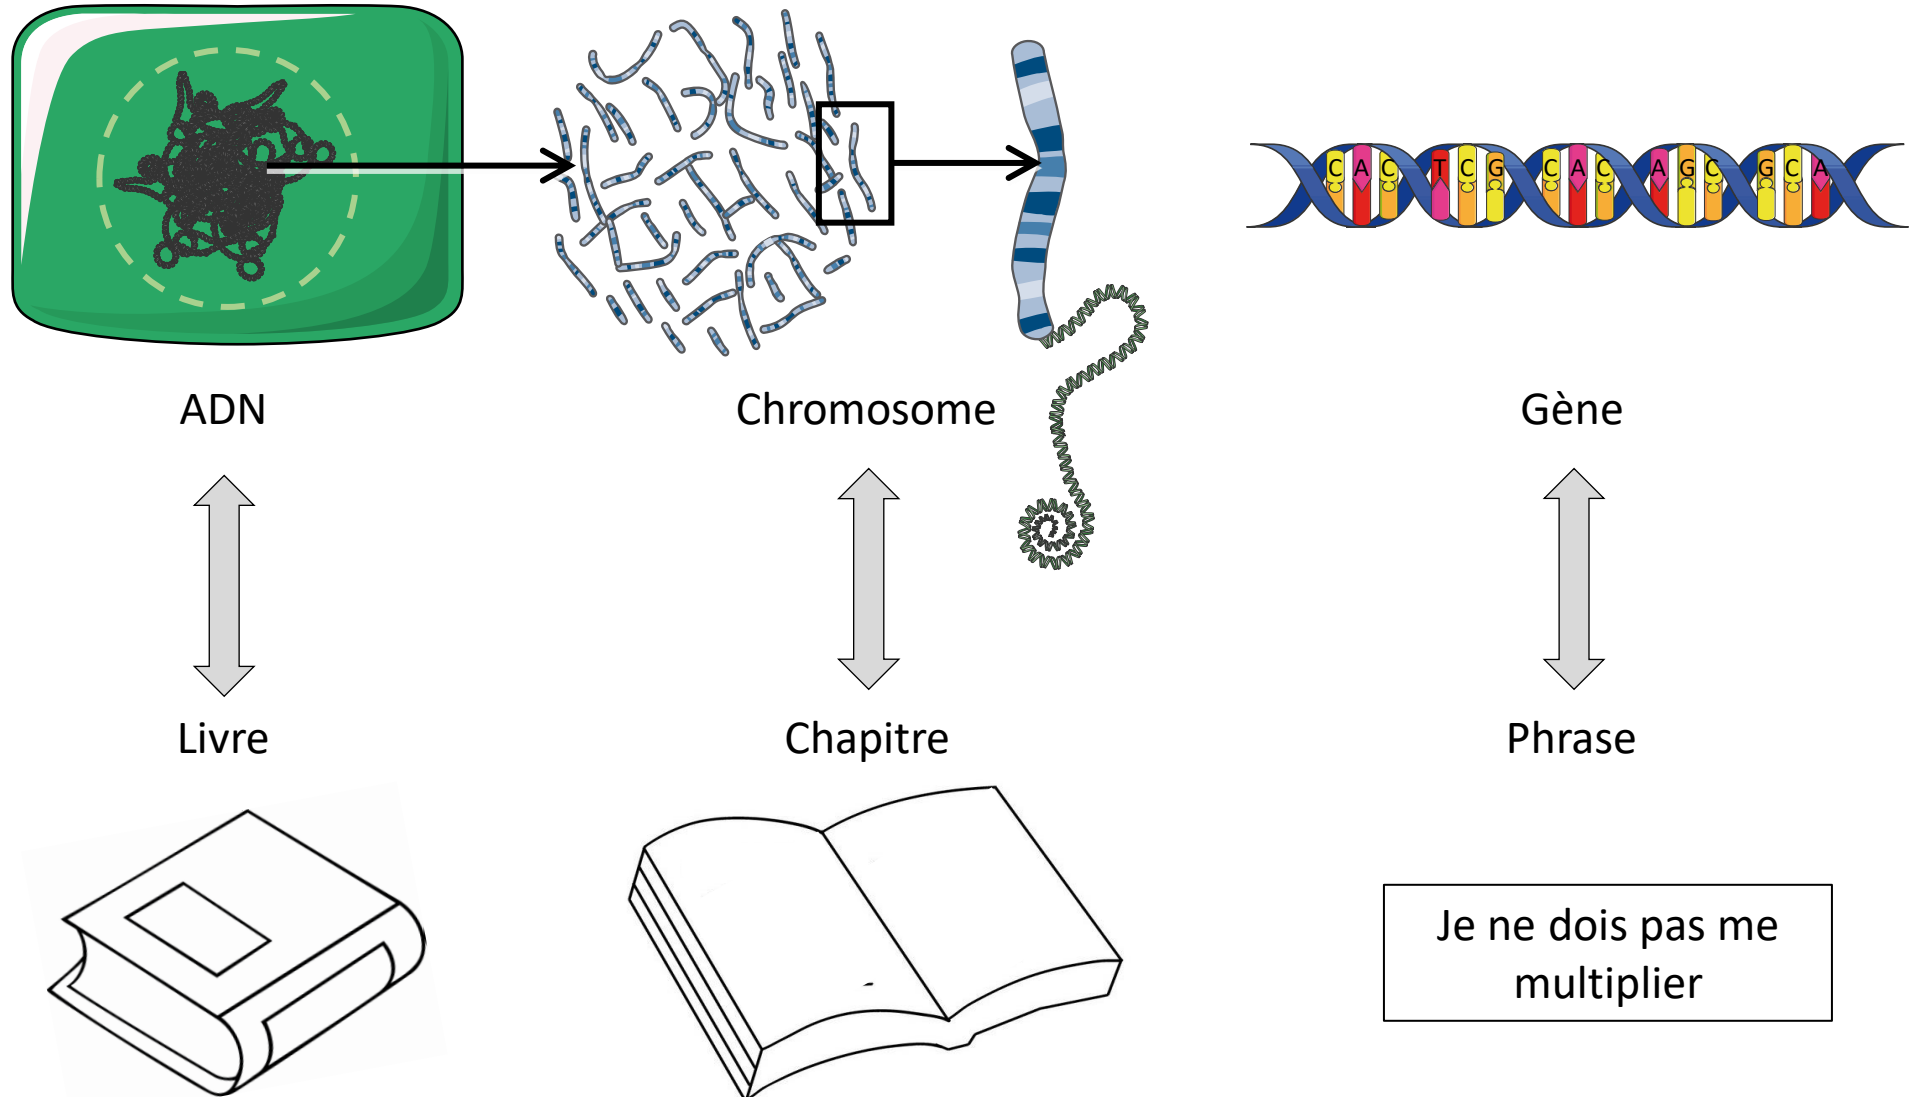 C A C T C G C A C A G C G C A
ADN
Chromosome
Gène
Livre
Chapitre
Phrase
Je ne dois pas me
multiplier